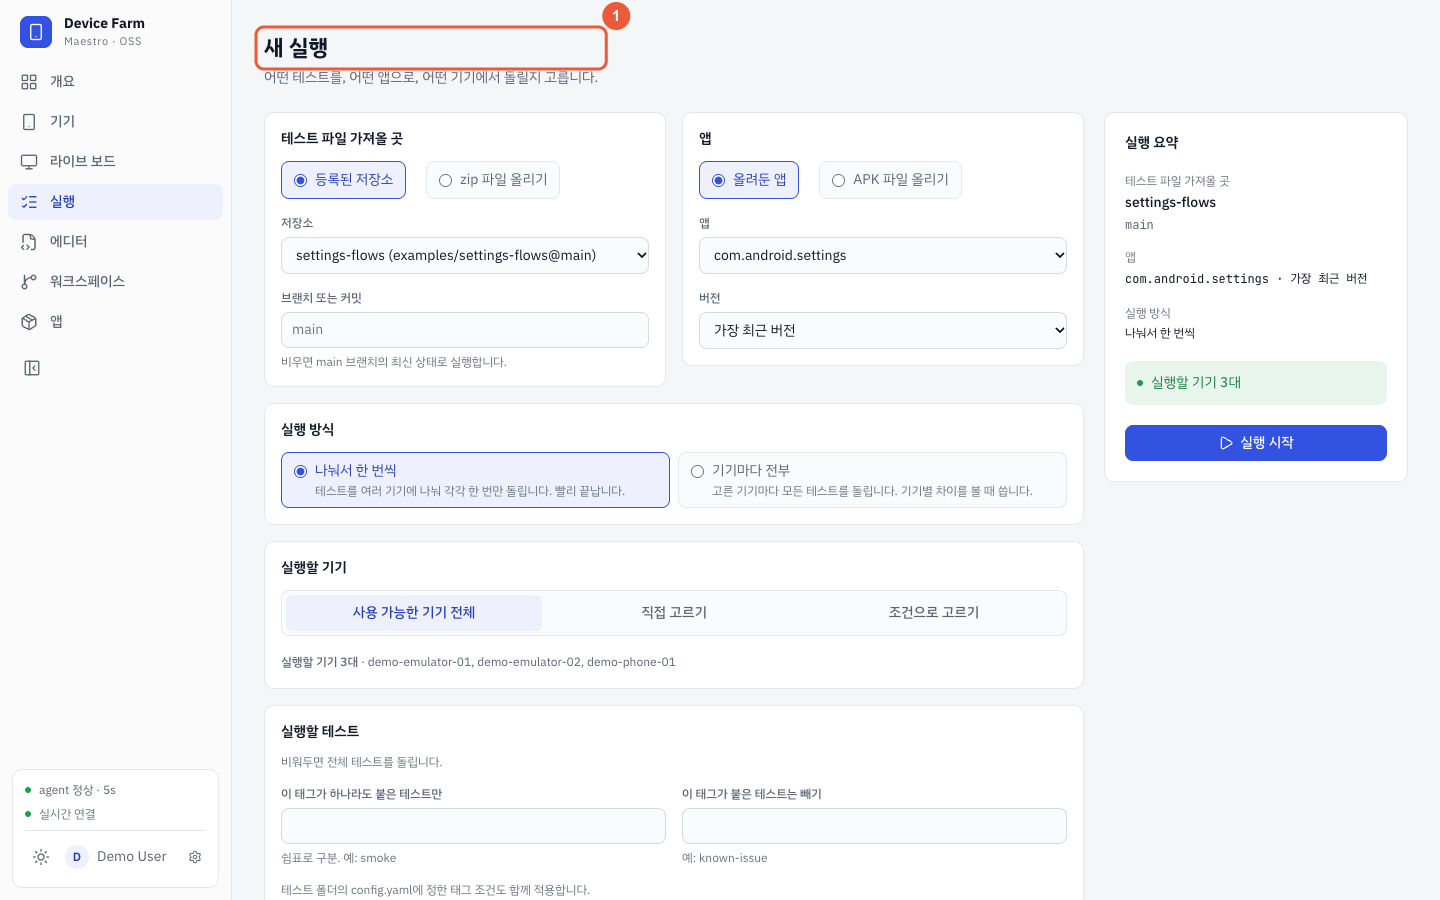 Device Farm
Maestro · OSS
개요
기기
라이브 보드
실행
에디터
워크스페이스
앱
agent 정상 · 5s
실시간 연결
D Demo User
1
새 실행
어떤 테스트를, 어떤 앱으로, 어떤 기기에서 돌릴지 고릅니다.
테스트 파일 가져올 곳
등록된 저장소 zip 파일 올리기
저장소
settings-flows (examples/settings-flows@main)
브랜치 또는 커밋
main
비우면 main 브랜치의 최신 상태로 실행합니다.
앱
올려둔 앱 APK 파일 올리기
앱
com.android.settings
버전
가장 최근 버전
실행 방식
나눠서 한 번씩
테스트를 여러 기기에 나눠 각각 한 번만 돌립니다. 빨리 끝납니다.
기기마다 전부
고른 기기마다 모든 테스트를 돌립니다. 기기별 차이를 볼 때 씁니다.
실행할 기기
사용 가능한 기기 전체 직접 고르기 조건으로 고르기
실행할 기기 3대 · demo-emulator-01, demo-emulator-02, demo-phone-01
실행할 테스트
비워두면 전체 테스트를 돌립니다.
이 태그가 하나라도 붙은 테스트만
쉼표로 구분. 예: smoke
이 태그가 붙은 테스트는 빼기
예: known-issue
테스트 폴더의 config.yaml에 정한 태그 조건도 함께 적용합니다.
실행 요약
테스트 파일 가져올 곳
settings-flows
main
앱
com.android.settings · 가장 최근 버전
실행 방식
나눠서 한 번씩
실행할 기기 3대
실행 시작